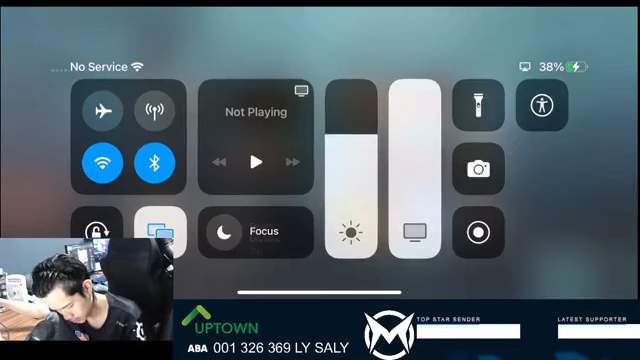 No Service
38%
Not Playing
Focus
UPTOWN
ABA 001 326 369 LY SALY
TOP STAR SENDER
LATEST SUPPORTER